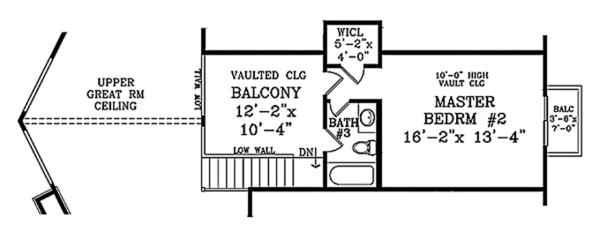 WICL
5'-2"x
4'-0"
UPPER
GREAT RM
CEILING
LOW WALL
VAULTED CLG
BALCONY
12'-2"x
10'-4"
LOW WALL
DN
BATH
#3
10'-0" HIGH
VAULT CLG
MASTER
BEDRM #2
16'-2"x 13'-4"
BALC
3'-6"x
7'-0"